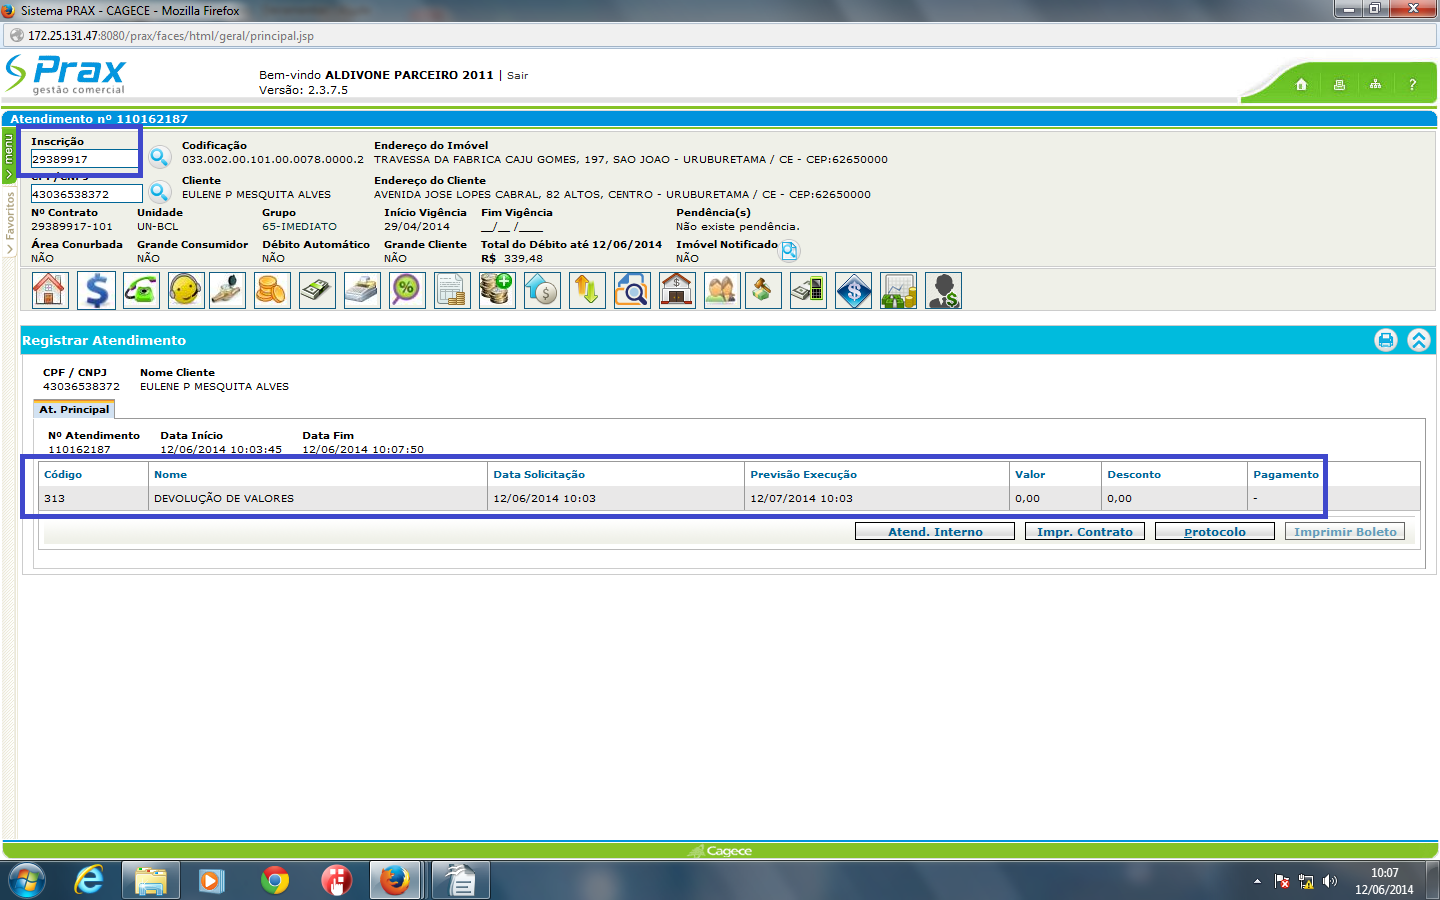 Sistema PRAX - CAGECE - Mozilla Firefox
172.25.131.47:8080/prax/faces/html/geral/principal.jsp
Prax
gestão comercial
Bem-vindo ALDIVONE PARCEIRO 2011 | Sair
Versão: 2.3.7.5
?
Atendimento nº 110162187
menu
Favoritos
Inscrição Codificação Endereço do Imóvel
29389917 033.002.00.101.00.0078.0000.2 TRAVESSA DA FABRICA CAJU GOMES, 197, SAO JOAO - URUBURETAMA / CE - CEP:62650000
CPF/CNPJ Cliente Endereço do Cliente
43036538372 EULENE P MESQUITA ALVES AVENIDA JOSE LOPES CABRAL, 82 ALTOS, CENTRO - URUBURETAMA / CE - CEP:62650000
Nº Contrato Unidade Grupo Início Vigência Fim Vigência Pendência(s)
29389917-101 UN-BCL 65-IMEDIATO 29/04/2014 __/__/____ Não existe pendência.
Área Conurbada Grande Consumidor Débito Automático Grande Cliente Total do Débito até 12/06/2014 Imóvel Notificado
NÃO NÃO NÃO NÃO R$ 339,48 NÃO
Registrar Atendimento
CPF / CNPJ Nome Cliente
43036538372 EULENE P MESQUITA ALVES
At. Principal
Nº Atendimento Data Início Data Fim
110162187 12/06/2014 10:03:45 12/06/2014 10:07:50
Código Nome Data Solicitação Previsão Execução Valor Desconto Pagamento
313 DEVOLUÇÃO DE VALORES 12/06/2014 10:03 12/07/2014 10:03 0,00 0,00 -
Atend. Interno Impr. Contrato Protocolo Imprimir Boleto
Cagece
10:07
12/06/2014